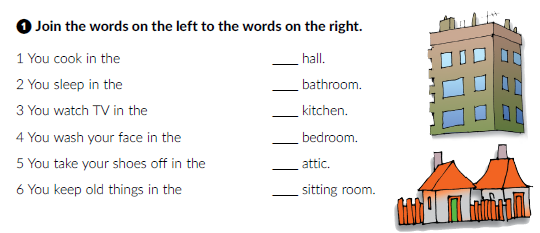 1 Join the words on the left to the words on the right.
1 You cook in the ____ hall.
2 You sleep in the ____ bathroom.
3 You watch TV in the ____ kitchen.
4 You wash your face in the ____ bedroom.
5 You take your shoes off in the ____ attic.
6 You keep old things in the ____ sitting room.